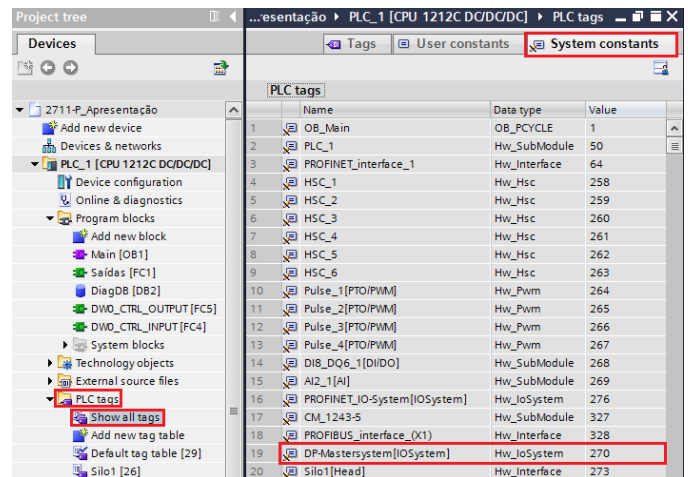 Project tree
Devices
2711-P_Apresentação
Add new device
Devices & networks
PLC_1 [CPU 1212C DC/DC/DC]
Device configuration
Online & diagnostics
Program blocks
Add new block
Main [OB1]
Saídas [FC1]
DiagDB [DB2]
DWO_CTRL_OUTPUT [FC5]
DWO_CTRL_INPUT [FC4]
System blocks
Technology objects
External source files
PLC tags
Show all tags
Add new tag table
Default tag table [29]
Silo1 [26]
...esentação PLC_1 [CPU 1212C DC/DC/DC] PLC tags
Tags User constants System constants
PLC tags
Name Data type Value
1 OB_Main OB_PCYCLE 1
2 PLC_1 Hw_SubModule 50
3 PROFINET_interface_1 Hw_Interface 64
4 HSC_1 Hw_Hsc 258
5 HSC_2 Hw_Hsc 259
6 HSC_3 Hw_Hsc 260
7 HSC_4 Hw_Hsc 261
8 HSC_5 Hw_Hsc 262
9 HSC_6 Hw_Hsc 263
10 Pulse_1[PTO/PWM] Hw_Pwm 264
11 Pulse_2[PTO/PWM] Hw_Pwm 265
12 Pulse_3[PTO/PWM] Hw_Pwm 266
13 Pulse_4[PTO/PWM] Hw_Pwm 267
14 DI8_DQ6_1[DI/DO] Hw_SubModule 268
15 AI2_1[AI] Hw_SubModule 269
16 PROFINET_IO-System[IOSystem] Hw_IoSystem 276
17 CM_1243-5 Hw_SubModule 327
18 PROFIBUS_interface_(X1) Hw_Interface 328
19 DP-Mastersystem[IOSystem] Hw_IoSystem 270
20 Silo1[Head] Hw_Interface 273